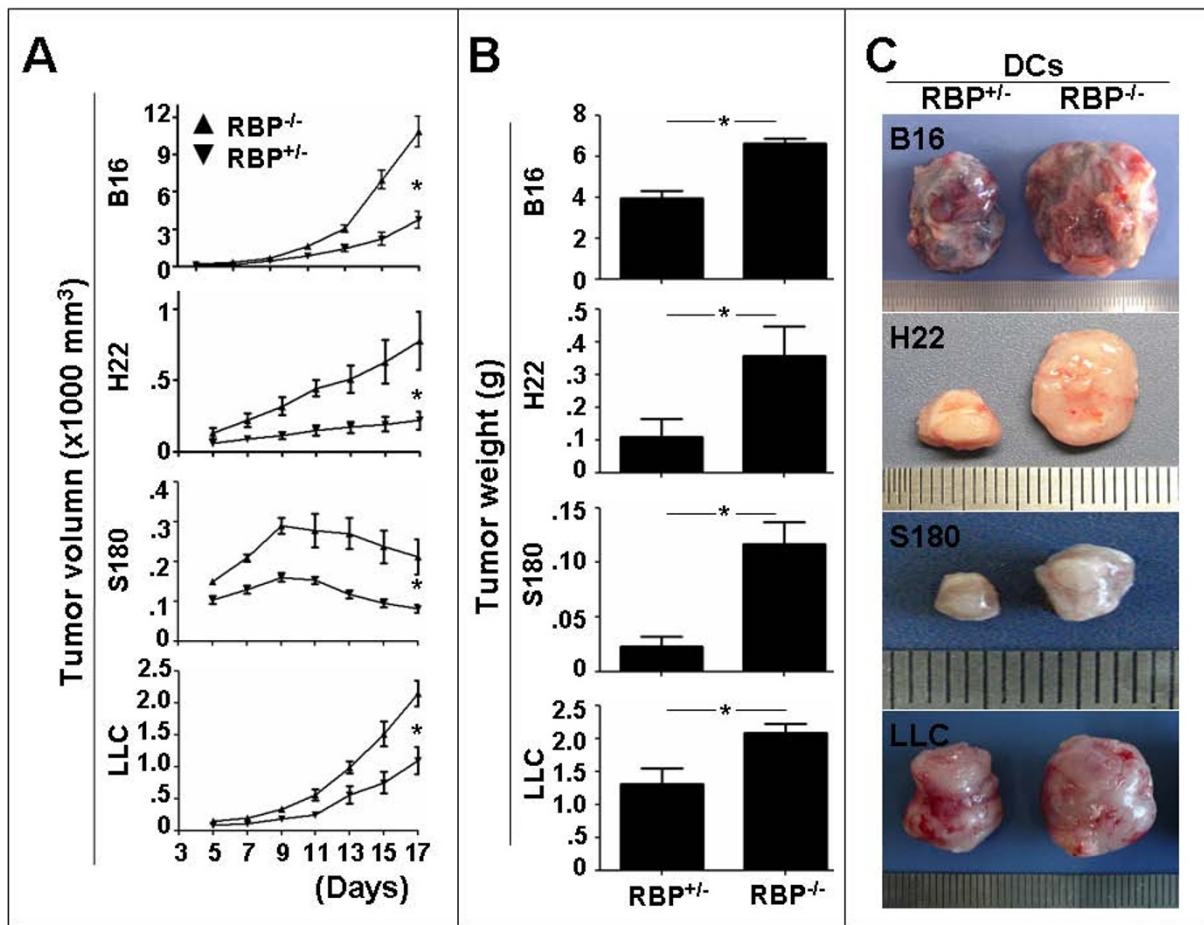 A
Tumor volumn (x1000 mm³)
B16
12
9
6
3
0
▲ RBP⁻/⁻
▼ RBP⁺/⁻
*
H22
1
.5
0
*
S180
.4
.3
.2
.1
0
*
LLC
2.5
2.0
1.5
1.0
.5
0
*
3 5 7 9 11 13 15 17
(Days)
B
Tumor weight (g)
B16
8
6
4
2
0
*
H22
.5
.4
.3
.2
.1
0
*
S180
.15
.10
.05
0
*
LLC
2.5
2.0
1.5
1.0
.5
0
*
RBP⁺/⁻ RBP⁻/⁻
C
DCs
RBP⁺/⁻ RBP⁻/⁻
B16
H22
S180
LLC